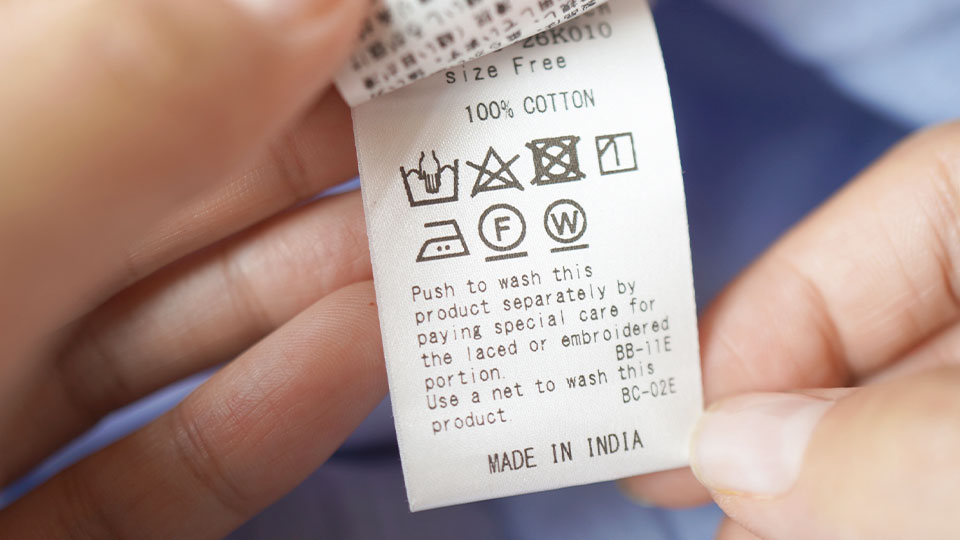 26K010
size Free
100% COTTON
F W
Push to wash this
product separately by
paying special care for
the laced or embroidered
portion. BB-11E
Use a net to wash this
product. BC-02E
MADE IN INDIA